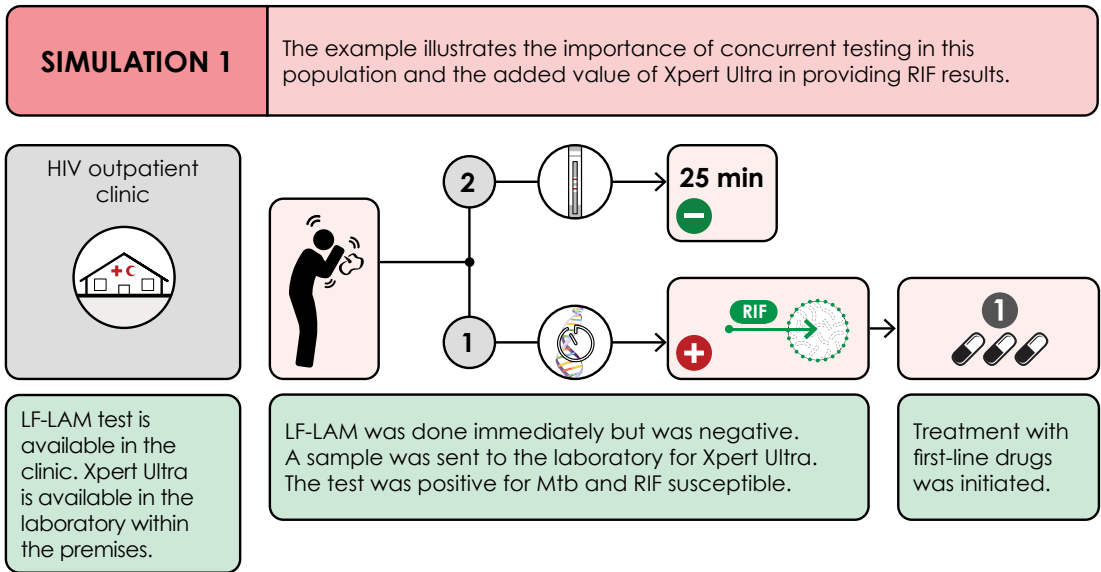 SIMULATION 1
The example illustrates the importance of concurrent testing in this
population and the added value of Xpert Ultra in providing RIF results.
HIV outpatient
clinic
2
25 min
1
RIF
1
LF-LAM test is
available in the
clinic. Xpert Ultra
is available in the
laboratory within
the premises.
LF-LAM was done immediately but was negative.
A sample was sent to the laboratory for Xpert Ultra.
The test was positive for Mtb and RIF susceptible.
Treatment with
first-line drugs
was initiated.